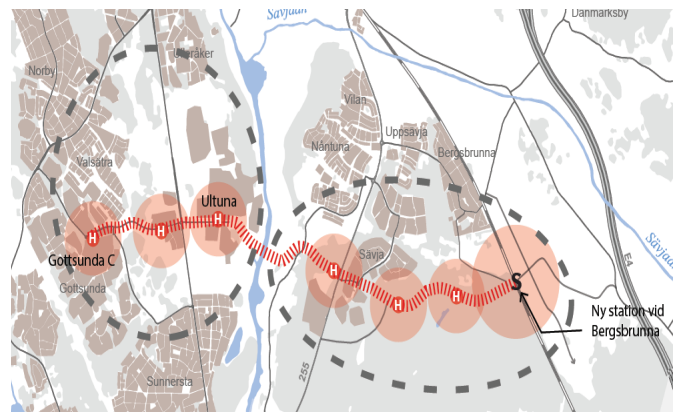 Sävjaån
Danmarksby
Ulleråker
Norby
Vilan
Uppsävja
Nåntuna
Bergsbrunna
Valsätra
Ultuna
H
H
H
Gottsunda C
Sävja
H
H
H
S
Gottsunda
E4
Sävjaån
Ny station vid
Bergsbrunna
255
Sunnersta